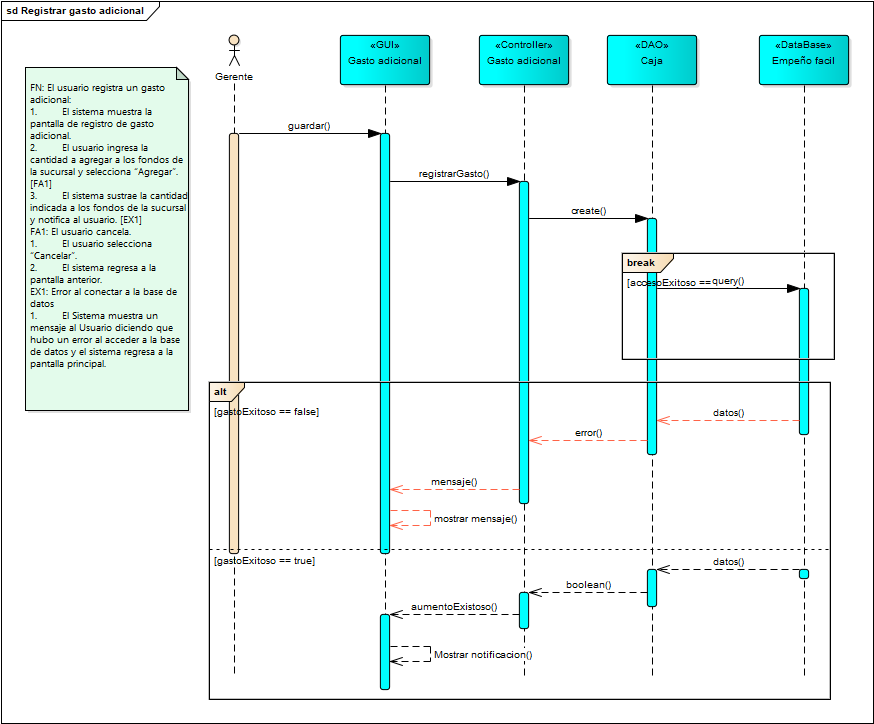 sd Registrar gasto adicional
Gerente
«GUI»
Gasto adicional
«Controller»
Gasto adicional
«DAO»
Caja
«DataBase»
Empeño facil
FN: El usuario registra un gasto
adicional:
1. El sistema muestra la
pantalla de registro de gasto
adicional.
2. El usuario ingresa la
cantidad a agregar a los fondos de
la sucursal y selecciona “Agregar”.
[FA1]
3. El sistema sustrae la cantidad
indicada a los fondos de la sucursal
y notifica al usuario. [EX1]
FA1: El usuario cancela.
1. El usuario selecciona
“Cancelar”.
2. El sistema regresa a la
pantalla anterior.
EX1: Error al conectar a la base de
datos
1. El Sistema muestra un
mensaje al Usuario diciendo que
hubo un error al acceder a la base
de datos y el sistema regresa a la
pantalla principal.
guardar()
registrarGasto()
create()
break
[accesoExitoso ==
query()
alt
[gastoExitoso == false]
datos()
error()
mensaje()
mostrar mensaje()
[gastoExitoso == true]
datos()
boolean()
aumentoExistoso()
Mostrar notificacion()